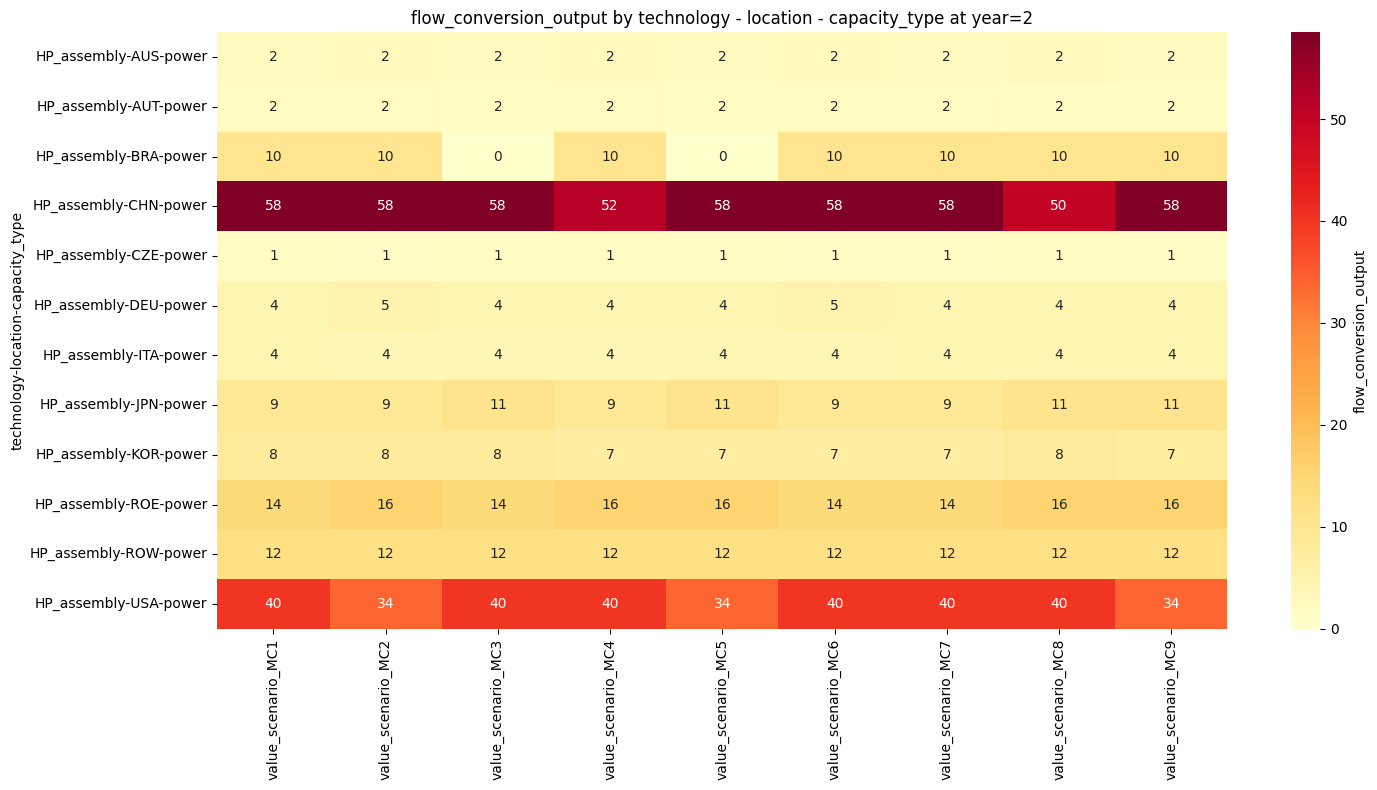 flow_conversion_output by technology - location - capacity_type at year=2
technology-location-capacity_type
HP_assembly-AUS-power 2 2 2 2 2 2 2 2 2
HP_assembly-AUT-power 2 2 2 2 2 2 2 2 2
HP_assembly-BRA-power 10 10 0 10 0 10 10 10 10
HP_assembly-CHN-power 58 58 58 52 58 58 58 50 58
HP_assembly-CZE-power 1 1 1 1 1 1 1 1 1
HP_assembly-DEU-power 4 5 4 4 4 5 4 4 4
HP_assembly-ITA-power 4 4 4 4 4 4 4 4 4
HP_assembly-JPN-power 9 9 11 9 11 9 9 11 11
HP_assembly-KOR-power 8 8 8 7 7 7 7 8 7
HP_assembly-ROE-power 14 16 14 16 16 14 14 16 16
HP_assembly-ROW-power 12 12 12 12 12 12 12 12 12
HP_assembly-USA-power 40 34 40 40 34 40 40 40 34
value_scenario_MC1
value_scenario_MC2
value_scenario_MC3
value_scenario_MC4
value_scenario_MC5
value_scenario_MC6
value_scenario_MC7
value_scenario_MC8
value_scenario_MC9
50
40
30
20
10
0
flow_conversion_output